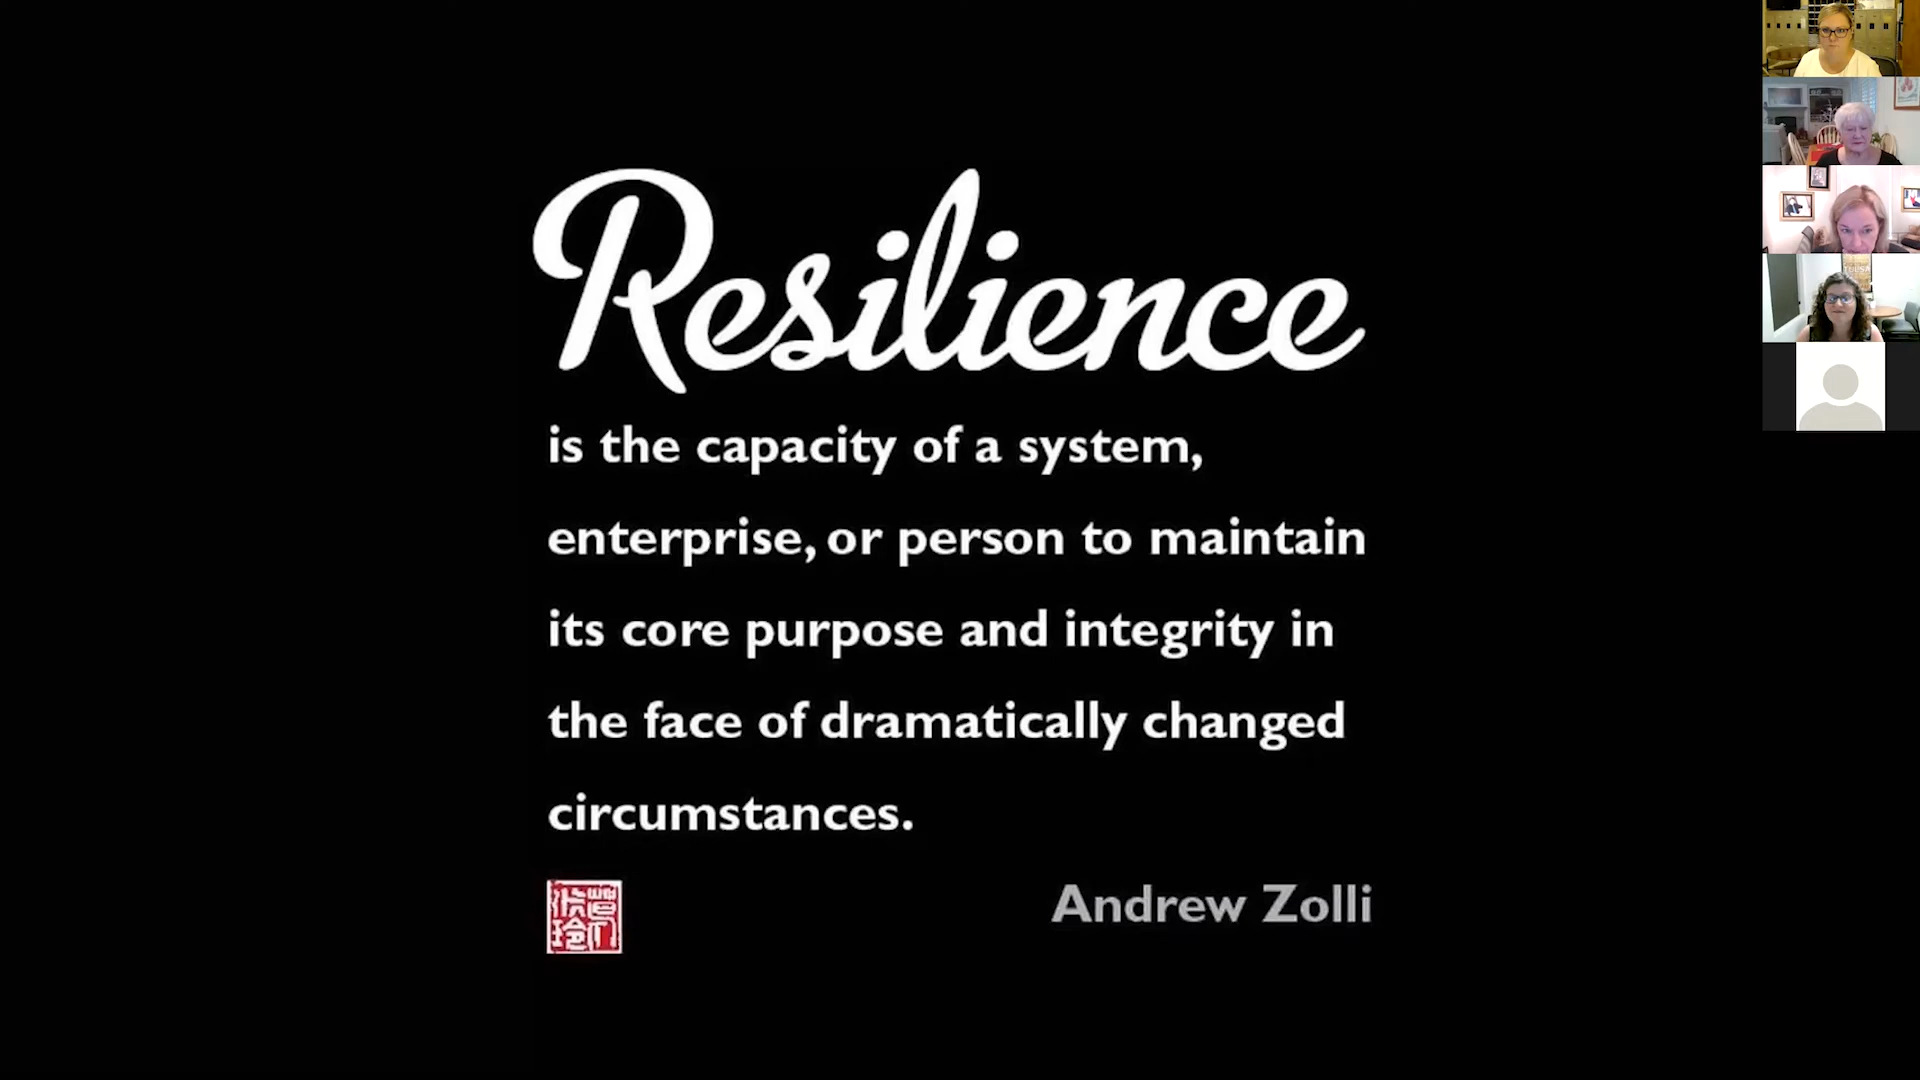 Resilience
is the capacity of a system,
enterprise, or person to maintain
its core purpose and integrity in
the face of dramatically changed
circumstances.
Andrew Zolli